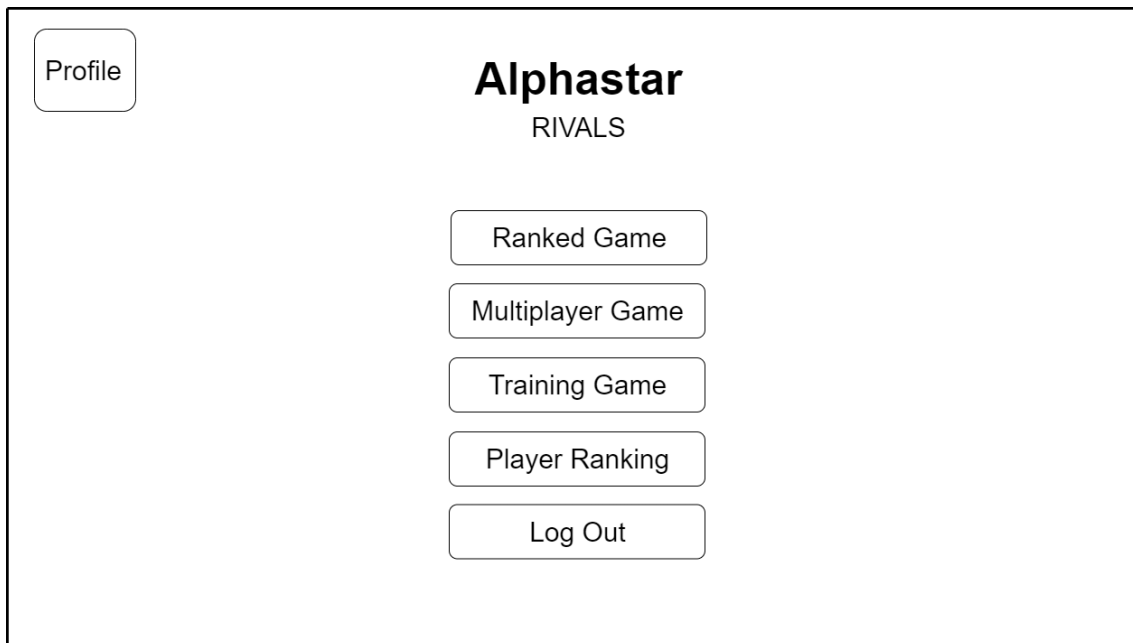 Profile
Alphastar
RIVALS
Ranked Game
Multiplayer Game
Training Game
Player Ranking
Log Out